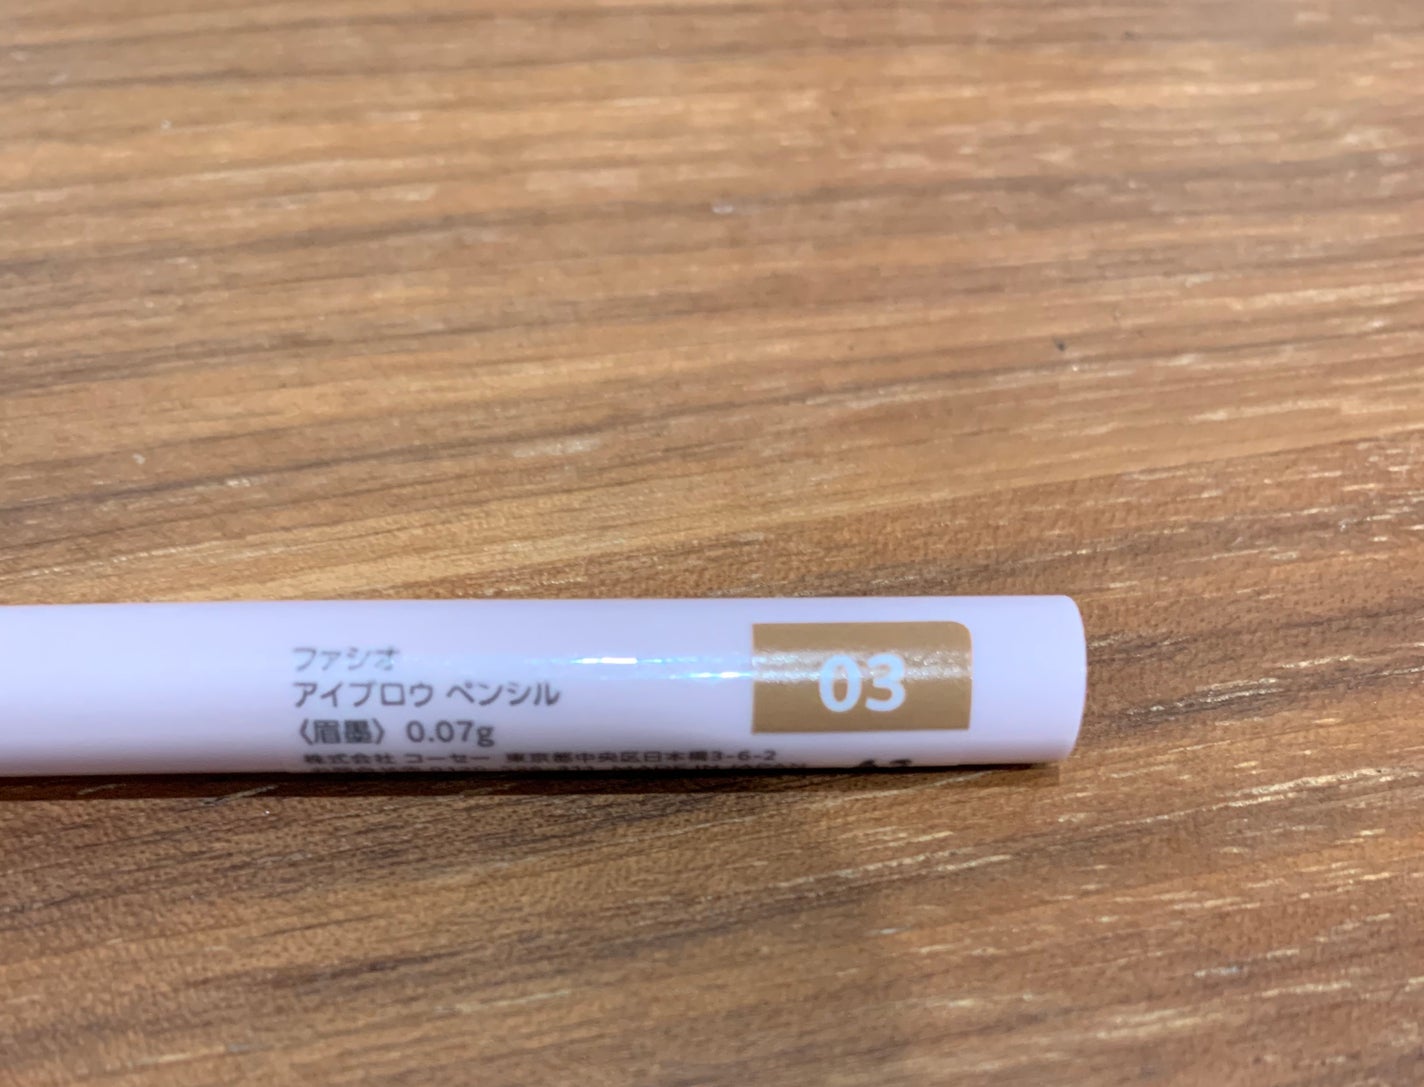 ファシオ
アイブロウ ペンシル
〈眉墨〉 0.07g
株式会社 コーセー 東京都中央区日本橋3-6-2
03